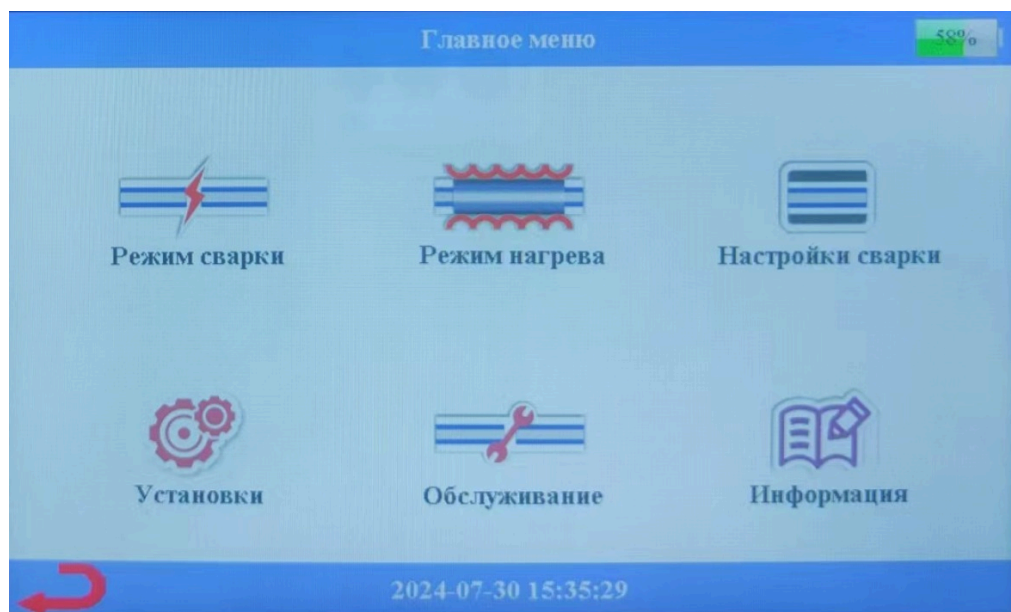 Главное меню
58%
Режим сварки
Режим нагрева
Настройки сварки
Установки
Обслуживание
Информация
2024-07-30 15:35:29